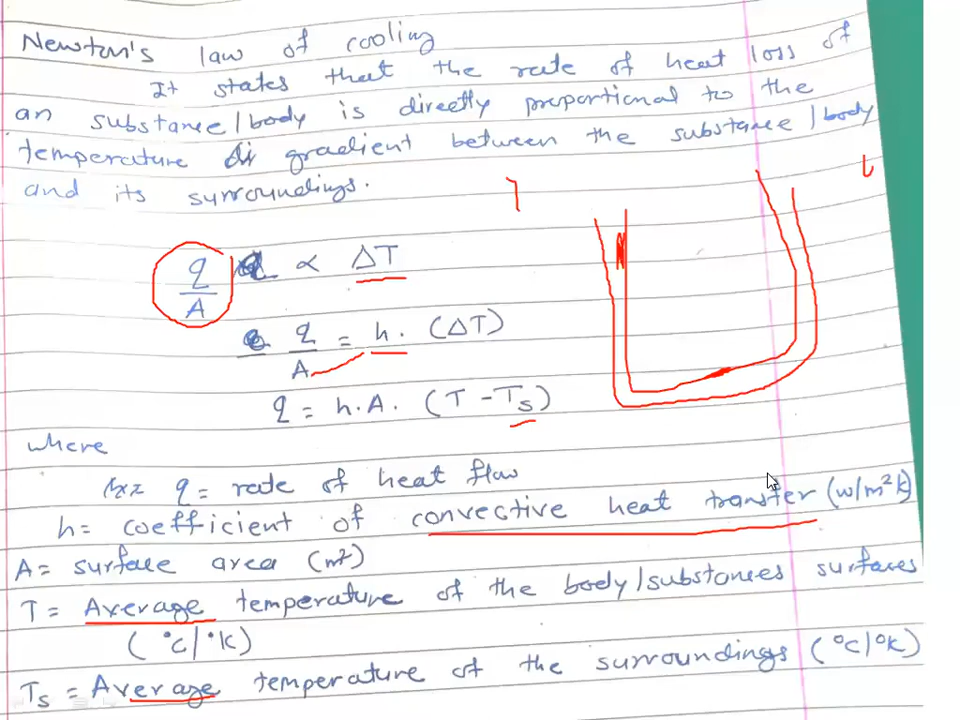 Newton's law of cooling
It states that the rate of heat loss of
an substance/body is directly proportional to the
temperature gradient between the substance/body
and its surroundings.
q/A ∝ ΔT
q/A = h. (ΔT)
q = h.A. (T - Ts)
where
q = rate of heat flow
h = coefficient of convective heat transfer (w/m²k)
A = surface area (m²)
T = Average temperature of the body/substances surfaces
(°c/°k)
Ts = Average temperature of the surroundings (°c/°k)